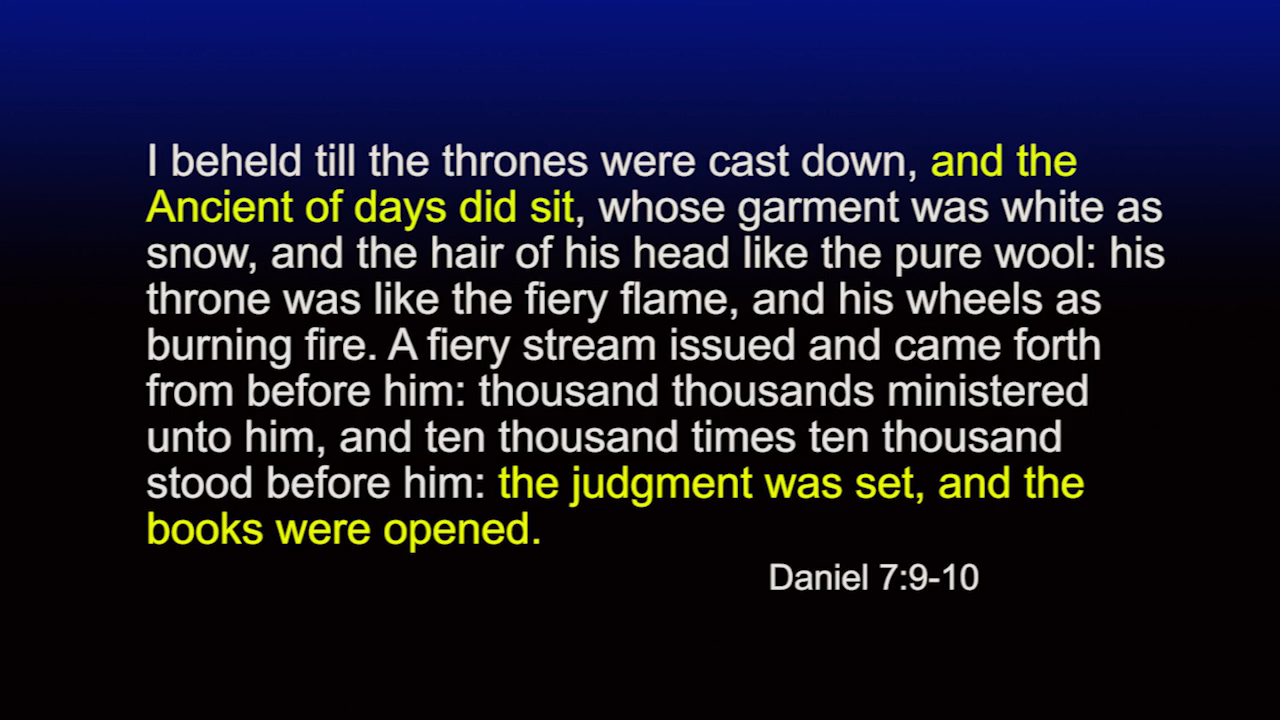 I beheld till the thrones were cast down, and the
Ancient of days did sit, whose garment was white as
snow, and the hair of his head like the pure wool: his
throne was like the fiery flame, and his wheels as
burning fire. A fiery stream issued and came forth
from before him: thousand thousands ministered
unto him, and ten thousand times ten thousand
stood before him: the judgment was set, and the
books were opened.
Daniel 7:9-10